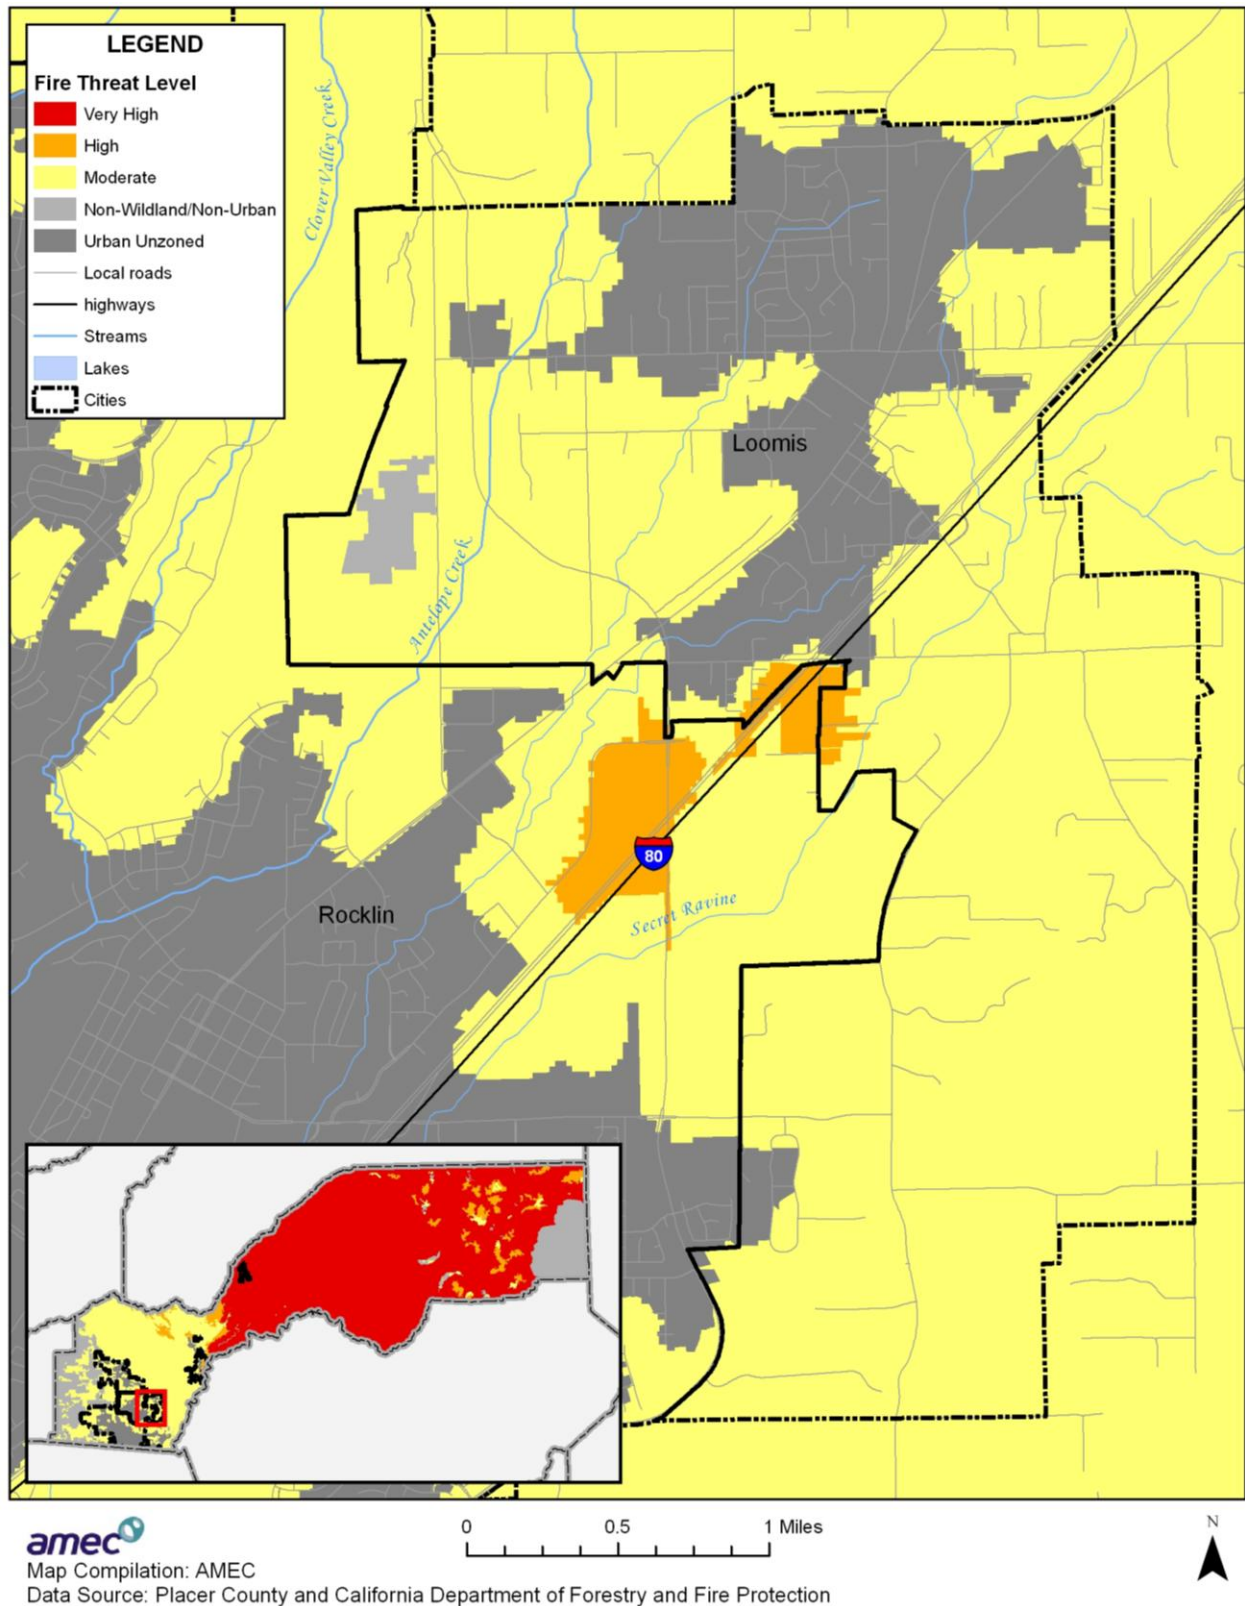 LEGEND
Fire Threat Level
Very High
High
Moderate
Non-Wildland/Non-Urban
Urban Unzoned
Local roads
highways
Streams
Lakes
Cities
Clover Valley Creek
Loomis
Antelope Creek
80
Rocklin
Secret Ravine
amec
0 0.5 1 Miles
N
Map Compilation: AMEC
Data Source: Placer County and California Department of Forestry and Fire Protection